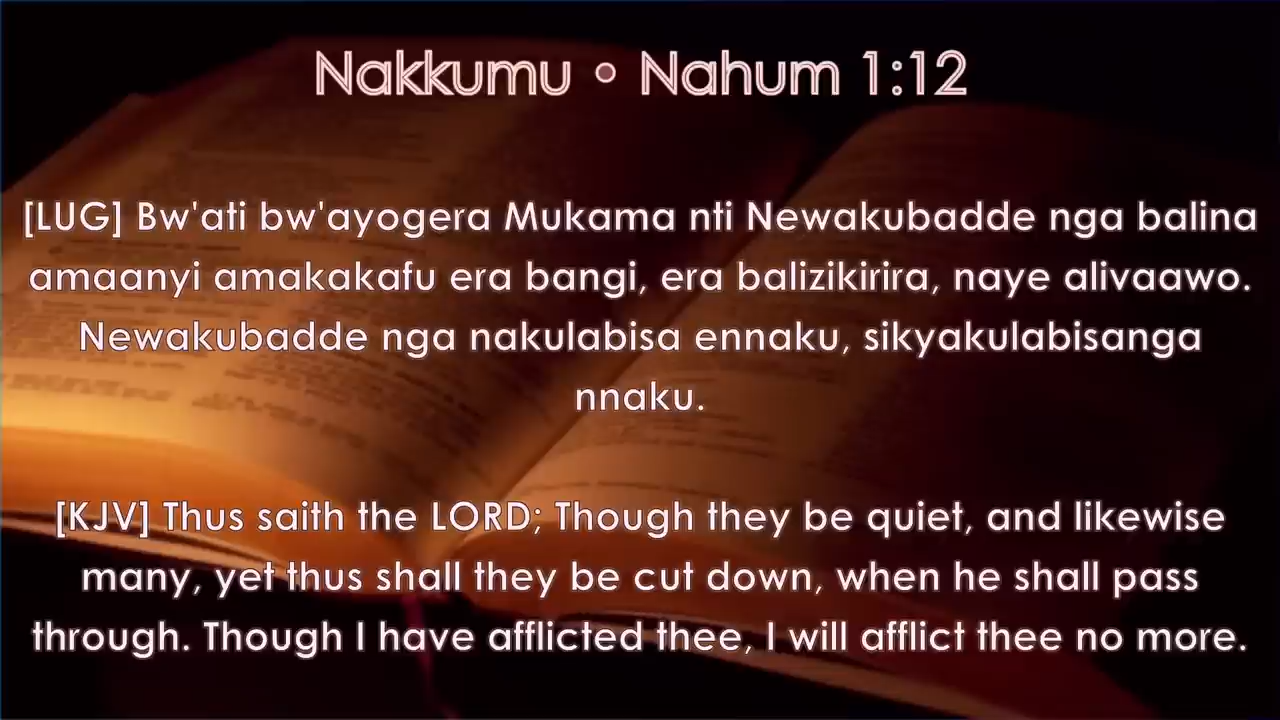 Nakkumu • Nahum 1:12
[LUG] Bw'ati bw'ayogera Mukama nti Newakubadde nga balina
amaanyi amakakafu era bangi, era balizikirira, naye alivaawo.
Newakubadde nga nakulabisa ennaku, sikyakulabisanga
nnaku.
[KJV] Thus saith the LORD; Though they be quiet, and likewise
many, yet thus shall they be cut down, when he shall pass
through. Though I have afflicted thee, I will afflict thee no more.